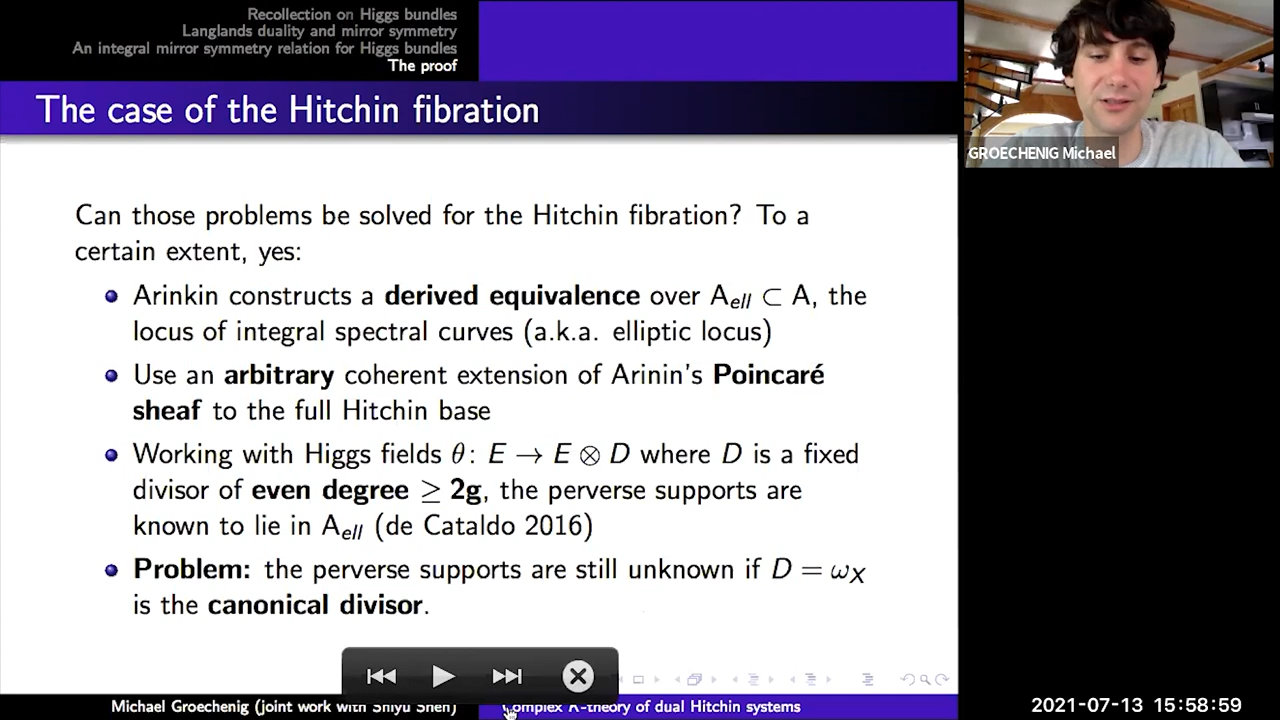 Recollection on Higgs bundles
Langlands duality and mirror symmetry
An integral mirror symmetry relation for Higgs bundles
The proof
The case of the Hitchin fibration
Can those problems be solved for the Hitchin fibration? To a
certain extent, yes:
Arinkin constructs a derived equivalence over A_ell ⊂ A, the
locus of integral spectral curves (a.k.a. elliptic locus)
Use an arbitrary coherent extension of Arinin's Poincaré
sheaf to the full Hitchin base
Working with Higgs fields θ: E → E ⊗ D where D is a fixed
divisor of even degree ≥ 2g, the perverse supports are
known to lie in A_ell (de Cataldo 2016)
Problem: the perverse supports are still unknown if D = ω_X
is the canonical divisor.
Michael Groechenig (joint work with Shiyu Shen)
Complex K-theory of dual Hitchin systems
GROECHENIG Michael
2021-07-13 15:58:59